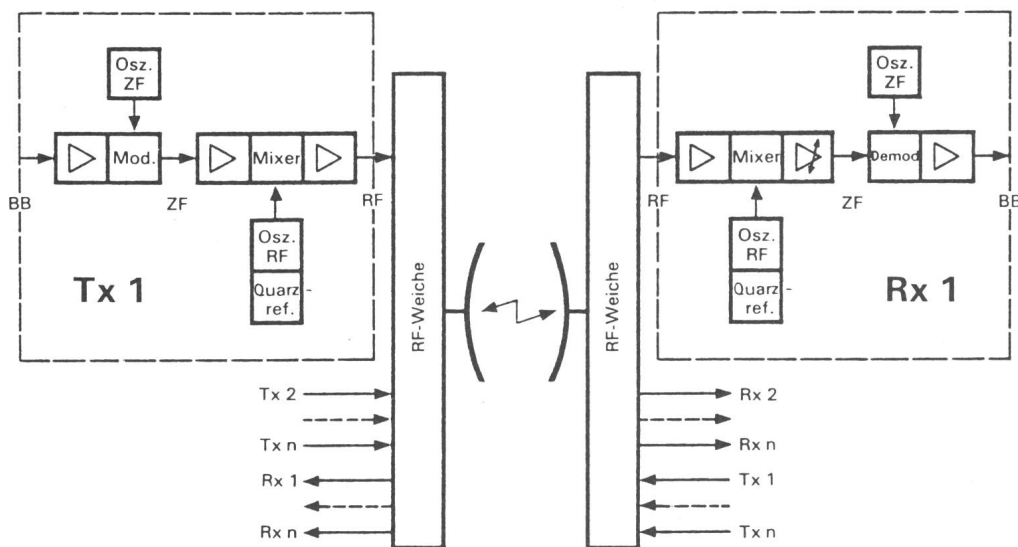 Osz.
ZF
Mod.
Mixer
BB
ZF
RF
Osz.
RF
Quarz-
ref.
Tx 1
RF-Weiche
Tx 2
Tx n
Rx 1
Rx n
RF-Weiche
Osz.
ZF
Mixer
Demod
RF
ZF
BB
Osz.
RF
Quarz-
ref.
Rx 1
Rx 2
Rx n
Tx 1
Tx n